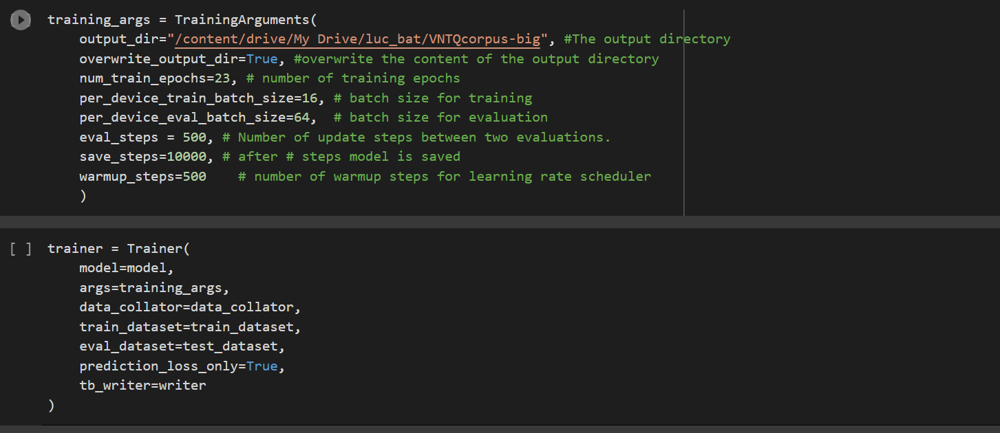 training_args = TrainingArguments(
    output_dir="/content/drive/My Drive/luc_bat/VNTQcorpus-big", #The output directory
    overwrite_output_dir=True, #overwrite the content of the output directory
    num_train_epochs=23, # number of training epochs
    per_device_train_batch_size=16, # batch size for training
    per_device_eval_batch_size=64,  # batch size for evaluation
    eval_steps = 500, # Number of update steps between two evaluations.
    save_steps=10000, # after # steps model is saved
    warmup_steps=500    # number of warmup steps for learning rate scheduler
    )
[ ] trainer = Trainer(
    model=model,
    args=training_args,
    data_collator=data_collator,
    train_dataset=train_dataset,
    eval_dataset=test_dataset,
    prediction_loss_only=True,
    tb_writer=writer
)